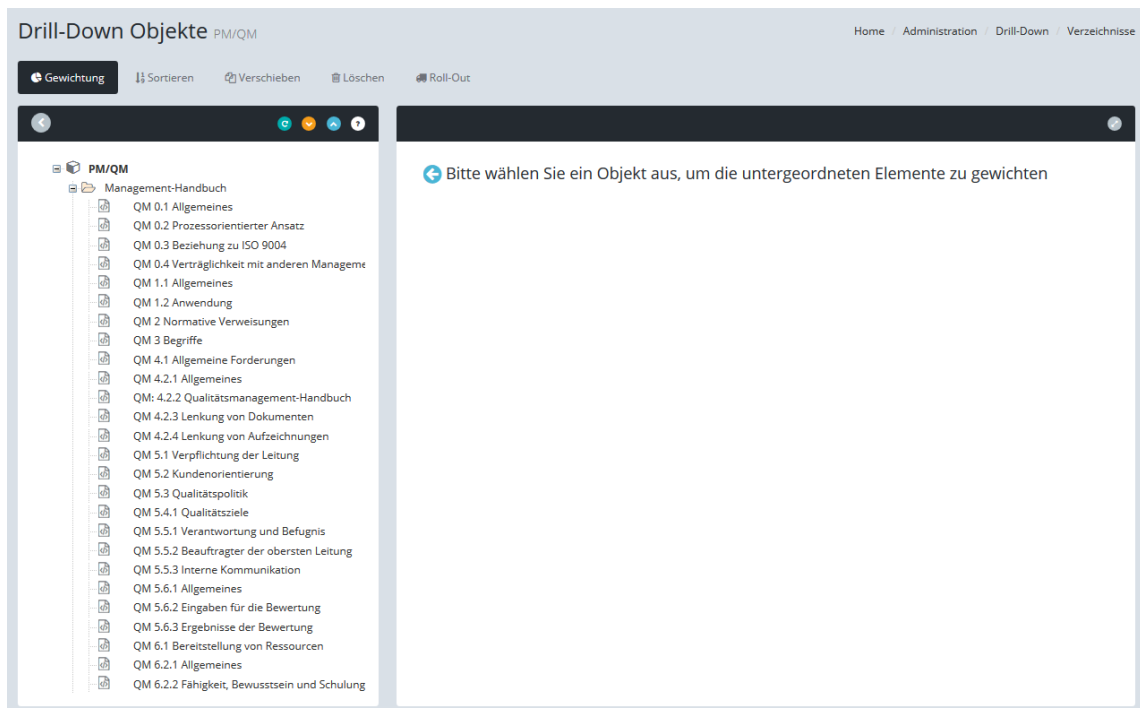 Drill-Down Objekte PM/QM
Home / Administration / Drill-Down / Verzeichnisse
Gewichtung Sortieren Verschieben Löschen Roll-Out
PM/QM
Management-Handbuch
QM 0.1 Allgemeines
QM 0.2 Prozessorientierter Ansatz
QM 0.3 Beziehung zu ISO 9004
QM 0.4 Verträglichkeit mit anderen Manageme
QM 1.1 Allgemeines
QM 1.2 Anwendung
QM 2 Normative Verweisungen
QM 3 Begriffe
QM 4.1 Allgemeine Forderungen
QM 4.2.1 Allgemeines
QM: 4.2.2 Qualitätsmanagement-Handbuch
QM 4.2.3 Lenkung von Dokumenten
QM 4.2.4 Lenkung von Aufzeichnungen
QM 5.1 Verpflichtung der Leitung
QM 5.2 Kundenorientierung
QM 5.3 Qualitätspolitik
QM 5.4.1 Qualitätsziele
QM 5.5.1 Verantwortung und Befugnis
QM 5.5.2 Beauftragter der obersten Leitung
QM 5.5.3 Interne Kommunikation
QM 5.6.1 Allgemeines
QM 5.6.2 Eingaben für die Bewertung
QM 5.6.3 Ergebnisse der Bewertung
QM 6.1 Bereitstellung von Ressourcen
QM 6.2.1 Allgemeines
QM 6.2.2 Fähigkeit, Bewusstsein und Schulung
Bitte wählen Sie ein Objekt aus, um die untergeordneten Elemente zu gewichten